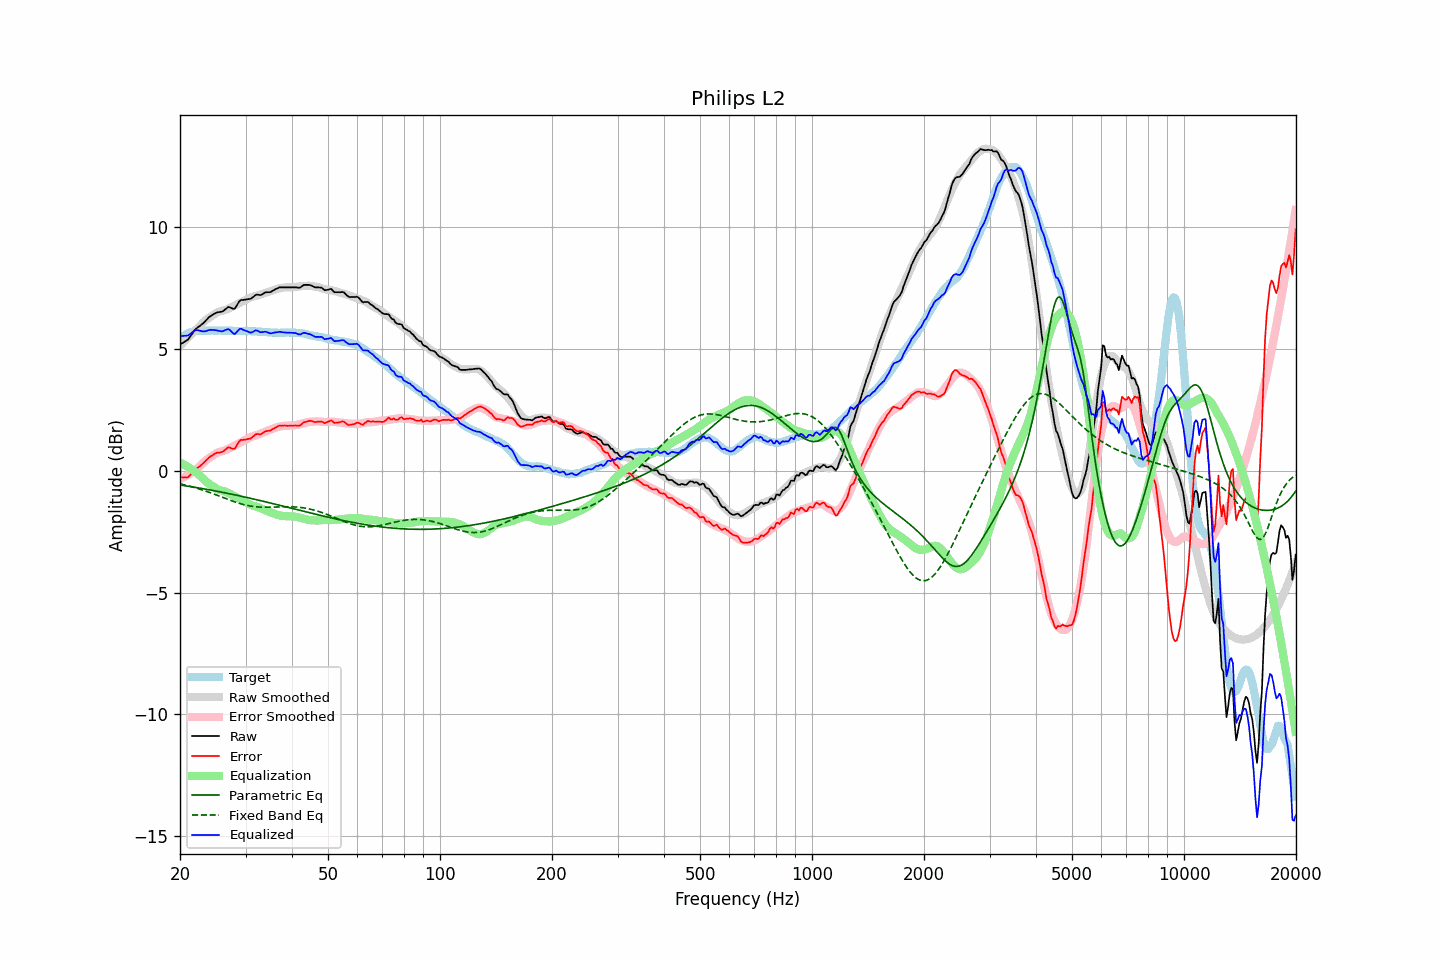 Philips L2
Amplitude (dBr)
10
5
0
−5
−10
−15
Target
Raw Smoothed
Error Smoothed
Raw
Error
Equalization
Parametric Eq
Fixed Band Eq
Equalized
20 50 100 200 500 1000 2000 5000 10000 20000
Frequency (Hz)